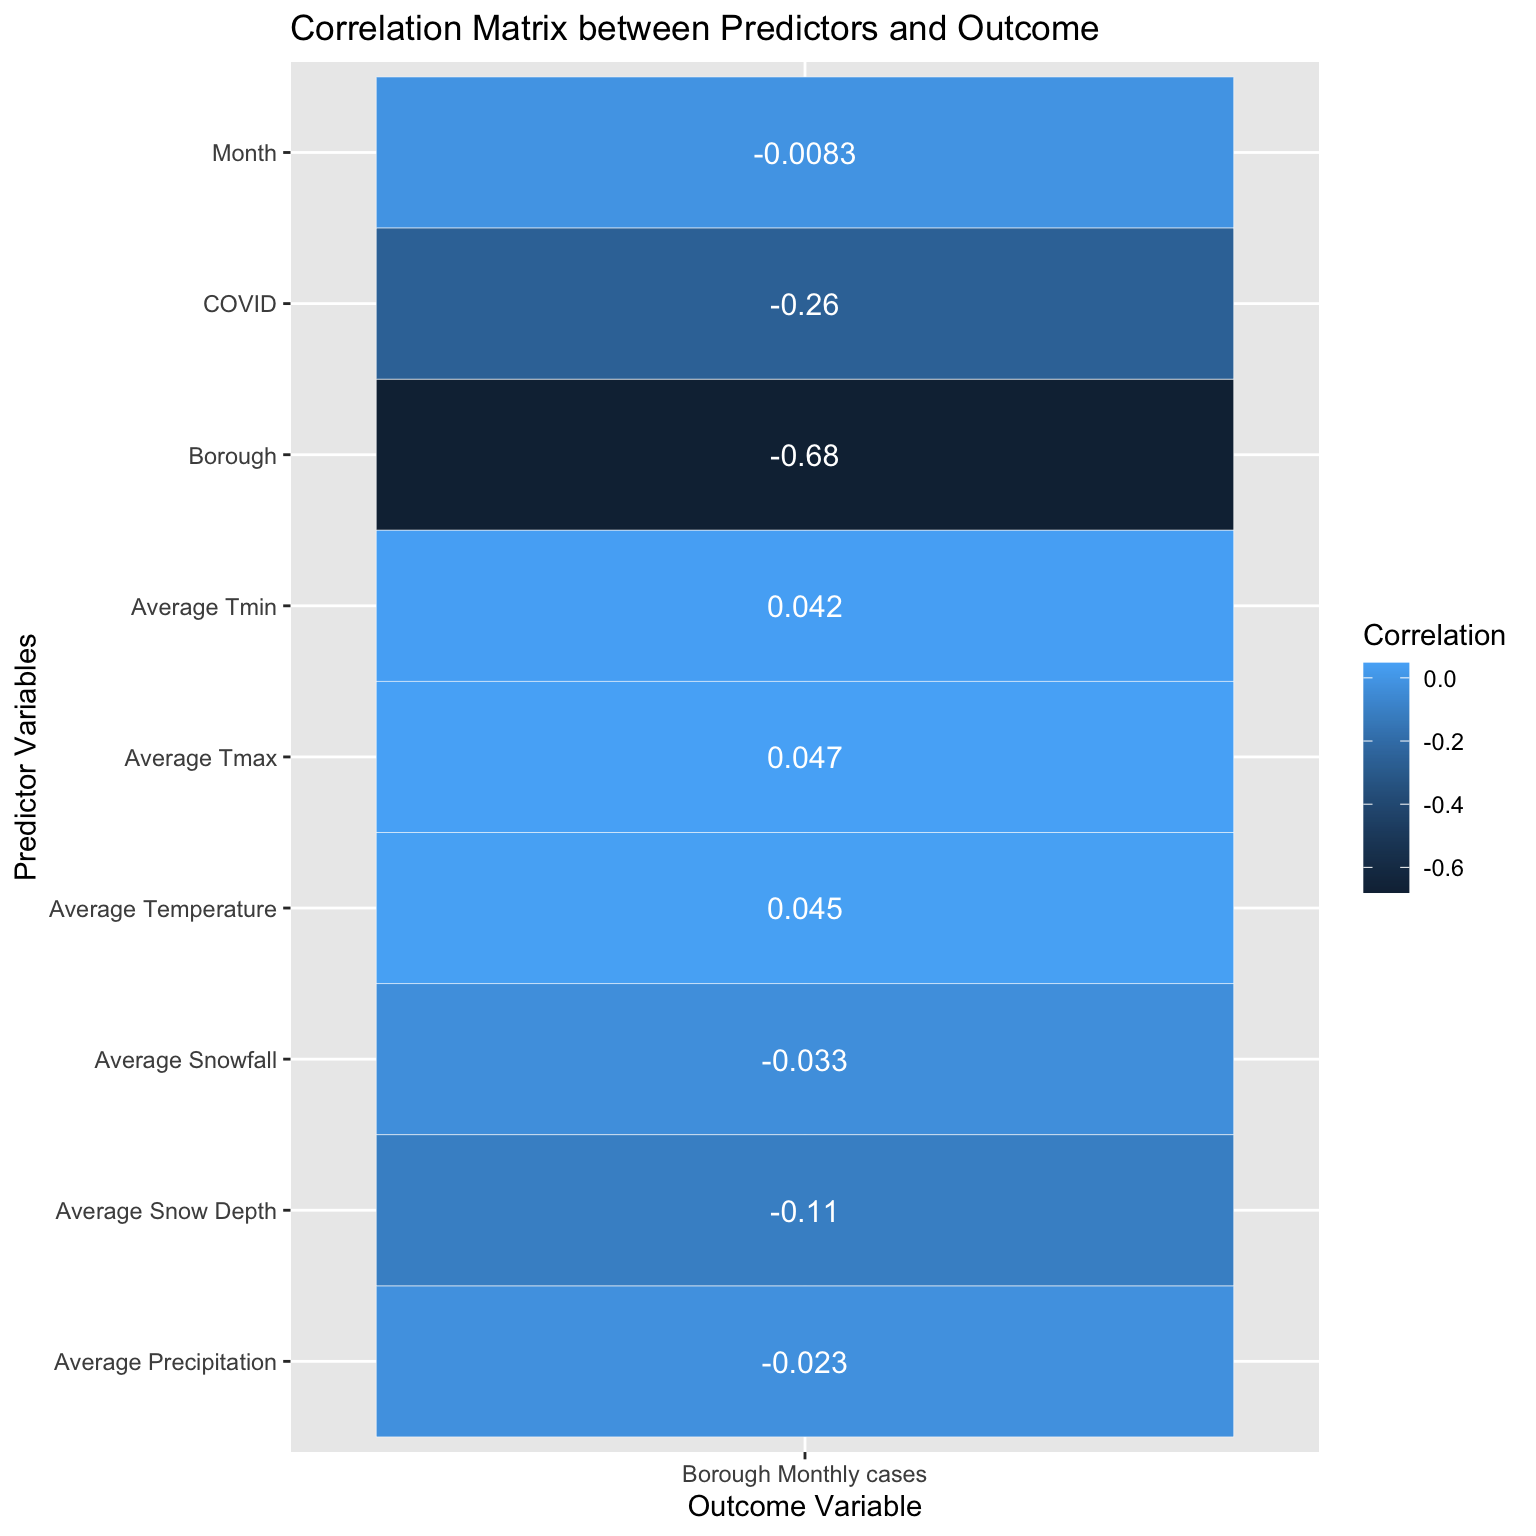 Correlation Matrix between Predictors and Outcome
Predictor Variables
Month
-0.0083
COVID
-0.26
Borough
-0.68
Average Tmin
0.042
Average Tmax
0.047
Average Temperature
0.045
Average Snowfall
-0.033
Average Snow Depth
-0.11
Average Precipitation
-0.023
Borough Monthly cases
Outcome Variable
Correlation
0.0
-0.2
-0.4
-0.6